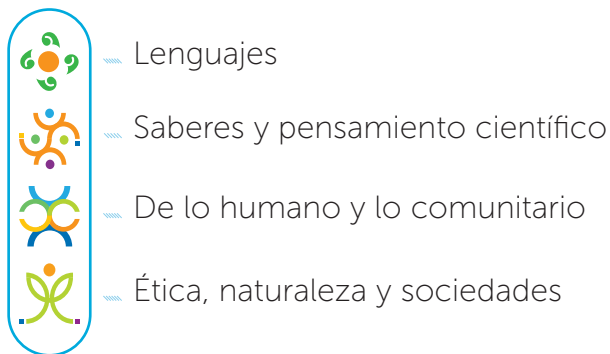 Lenguajes
Saberes y pensamiento científico
De lo humano y lo comunitario
Ética, naturaleza y sociedades